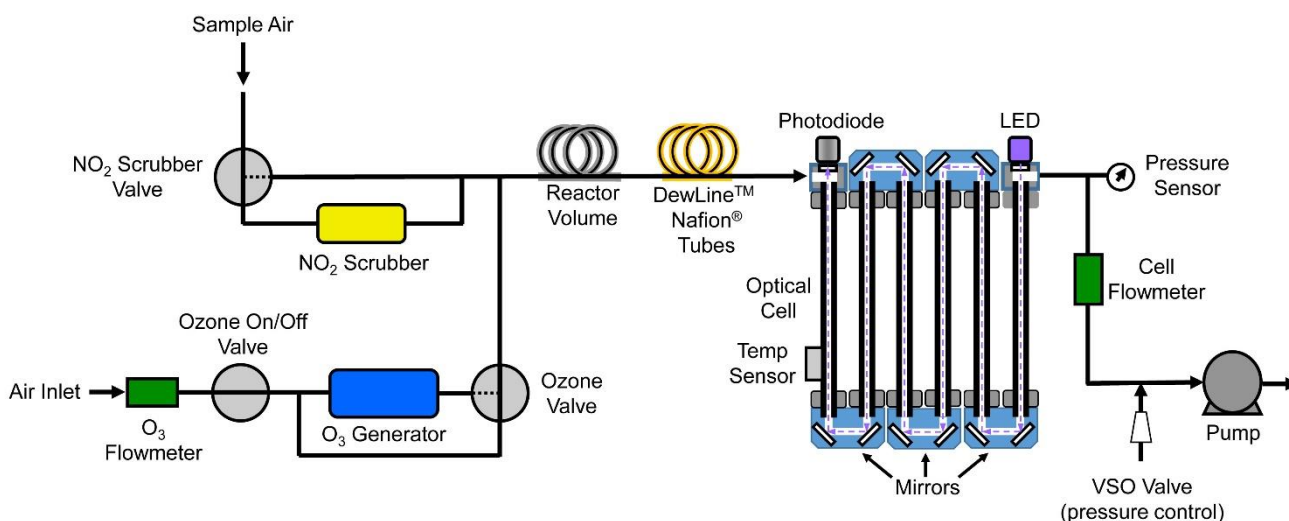 Sample Air
NO₂ Scrubber
Valve
NO₂ Scrubber
Ozone On/Off
Valve
Air Inlet
O₃
Flowmeter
O₃ Generator
Ozone
Valve
Reactor
Volume
DewLine™
Nafion®
Tubes
Photodiode
LED
Pressure
Sensor
Optical
Cell
Temp
Sensor
Cell
Flowmeter
Mirrors
Pump
VSO Valve
(pressure control)